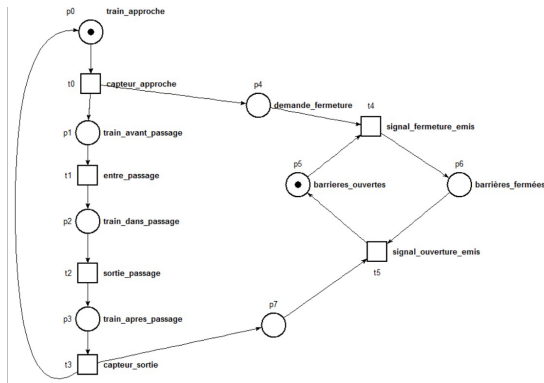 p0 train_approche
t0 capteur_approche
p4
demande_fermeture
t4
signal_fermeture_emis
p1 train_avant_passage
t1 entre_passage
p5
barrieres_ouvertes
p6
barrières_fermées
p2 train_dans_passage
signal_ouverture_emis
t5
t2 sortie_passage
p7
p3 train_apres_passage
t3 capteur_sortie